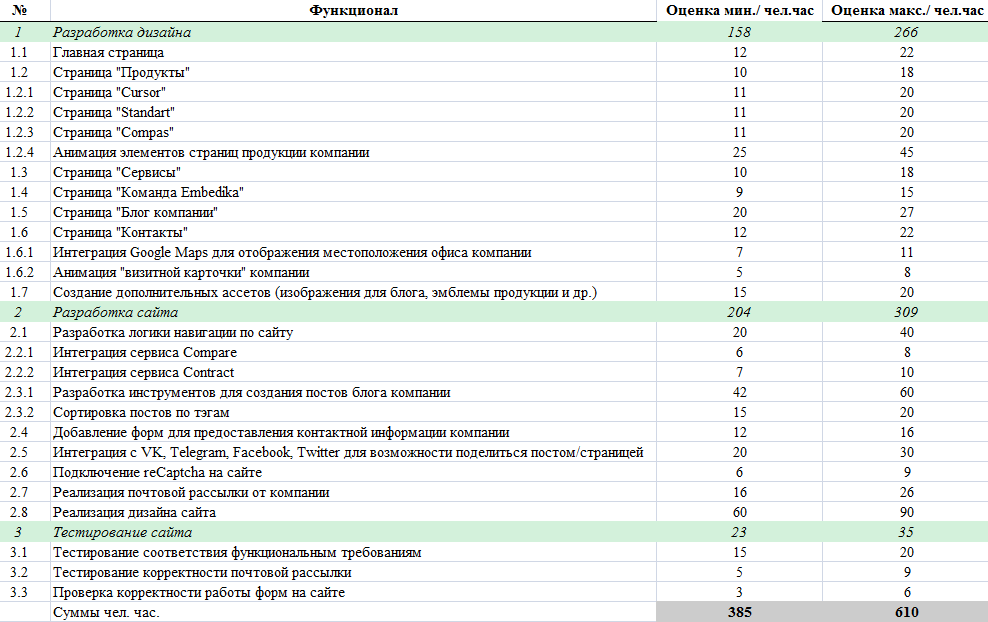 № Функционал Оценка мин./ чел.час Оценка макс./ чел.час
1 Разработка дизайна 158 266
1.1 Главная страница 12 22
1.2 Страница "Продукты" 10 18
1.2.1 Страница "Cursor" 11 20
1.2.2 Страница "Standart" 11 20
1.2.3 Страница "Compas" 11 20
1.2.4 Анимация элементов страниц продукции компании 25 45
1.3 Страница "Сервисы" 10 18
1.4 Страница "Команда Embedika" 9 15
1.5 Страница "Блог компании" 20 27
1.6 Страница "Контакты" 12 22
1.6.1 Интеграция Google Maps для отображения местоположения офиса компании 7 11
1.6.2 Анимация "визитной карточки" компании 5 8
1.7 Создание дополнительных ассетов (изображения для блога, эмблемы продукции и др.) 15 20
2 Разработка сайта 204 309
2.1 Разработка логики навигации по сайту 20 40
2.2.1 Интеграция сервиса Compare 6 8
2.2.2 Интеграция сервиса Contract 7 10
2.3.1 Разработка инструментов для создания постов блога компании 42 60
2.3.2 Сортировка постов по тэгам 15 20
2.4 Добавление форм для предоставления контактной информации компании 12 16
2.5 Интеграция с VK, Telegram, Facebook, Twitter для возможности поделиться постом/страницей 20 30
2.6 Подключение reCaptcha на сайте 6 9
2.7 Реализация почтовой рассылки от компании 16 26
2.8 Реализация дизайна сайта 60 90
3 Тестирование сайта 23 35
3.1 Тестирование соответствия функциональным требованиям 15 20
3.2 Тестирование корректности почтовой рассылки 5 9
3.3 Проверка корректности работы форм на сайте 3 6
Суммы чел. час. 385 610